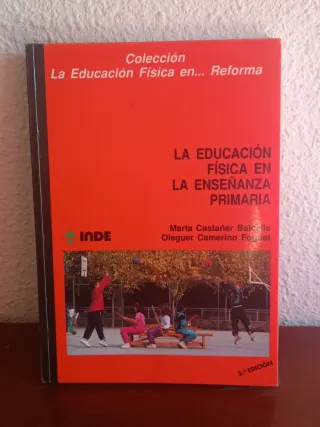 Colección
La Educación Física en... Reforma
LA EDUCACIÓN
FÍSICA EN
LA ENSEÑANZA
PRIMARIA
Marta Castañer Balcells
Oleguer Camerino Foguet
INDE
3.ª EDICIÓN